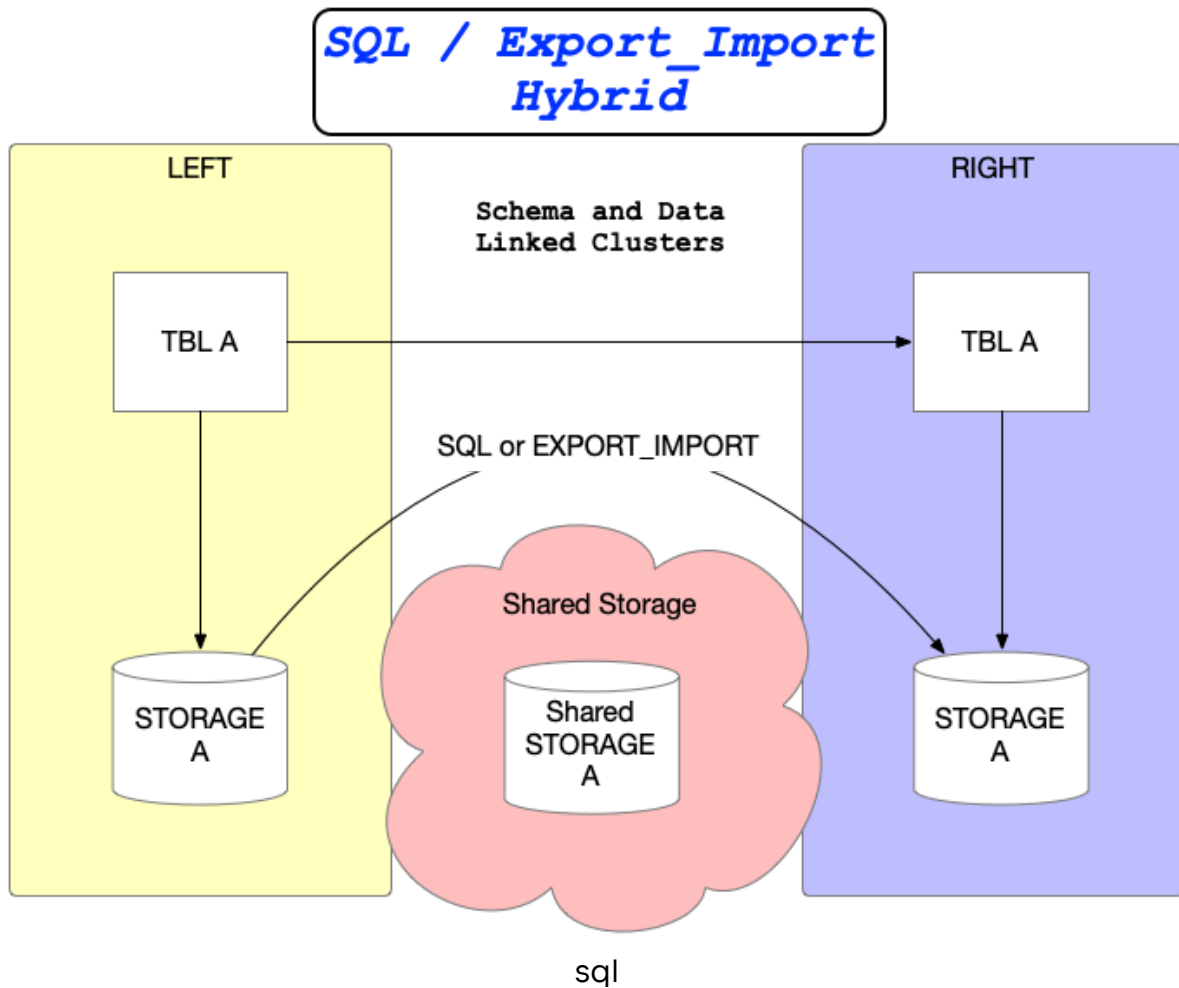 SQL / Export_Import
Hybrid
LEFT
RIGHT
Schema and Data
Linked Clusters
TBL A
TBL A
SQL or EXPORT_IMPORT
Shared Storage
STORAGE
A
Shared
STORAGE
A
STORAGE
A
sql